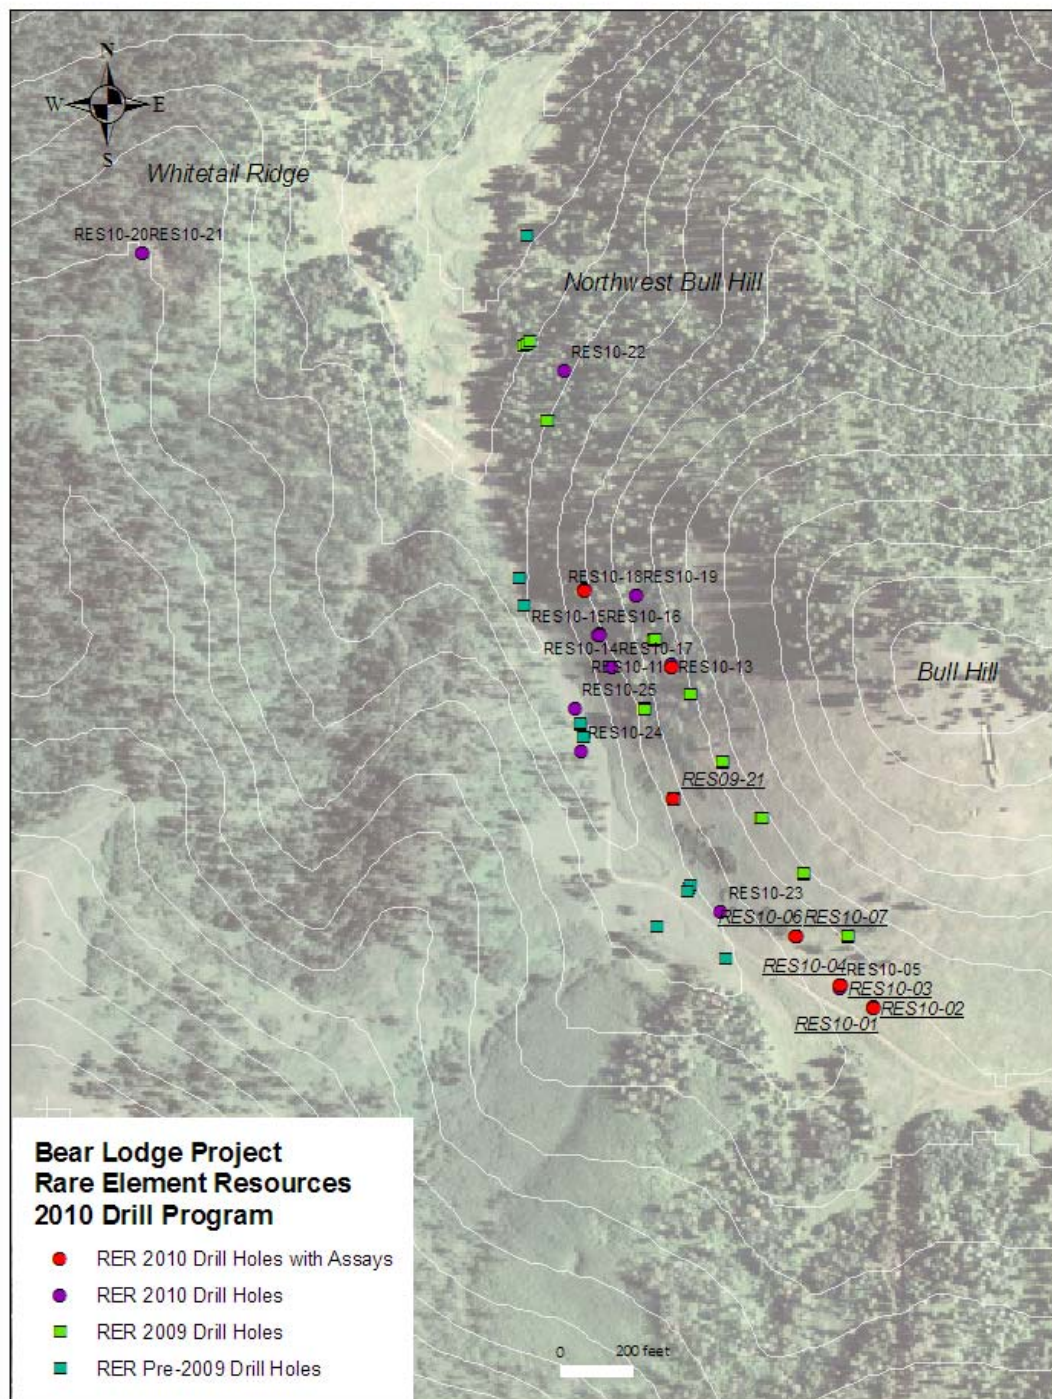 N
W E
S
Whitetail Ridge
RES10-20RES10-21
Northwest Bull Hill
RES10-22
RES10-18RES10-19
RES10-15RES10-16
RES10-14RES10-17
RES10-11 RES10-13
Bull Hill
RES10-25
RES10-24
RES09-21
RES10-23
RES10-06RES10-07
RES10-04RES10-05
RES10-03
RES10-02
RES10-01
Bear Lodge Project
Rare Element Resources
2010 Drill Program
RER 2010 Drill Holes with Assays
RER 2010 Drill Holes
RER 2009 Drill Holes
RER Pre-2009 Drill Holes
0 200 feet